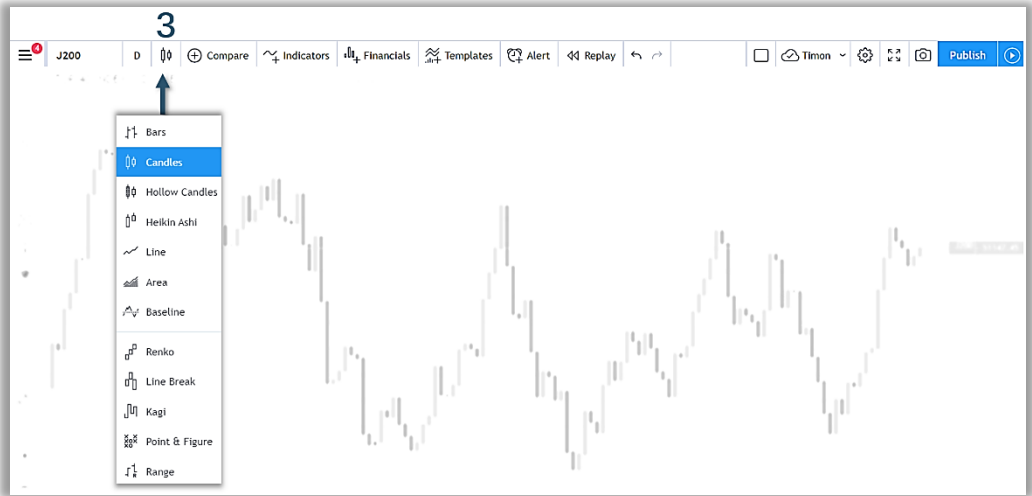 3
4
J200 D Compare Indicators Financials Templates Alert Replay Timon Publish
Bars
Candles
Hollow Candles
Heikin Ashi
Line
Area
Baseline
Renko
Line Break
Kagi
Point & Figure
Range